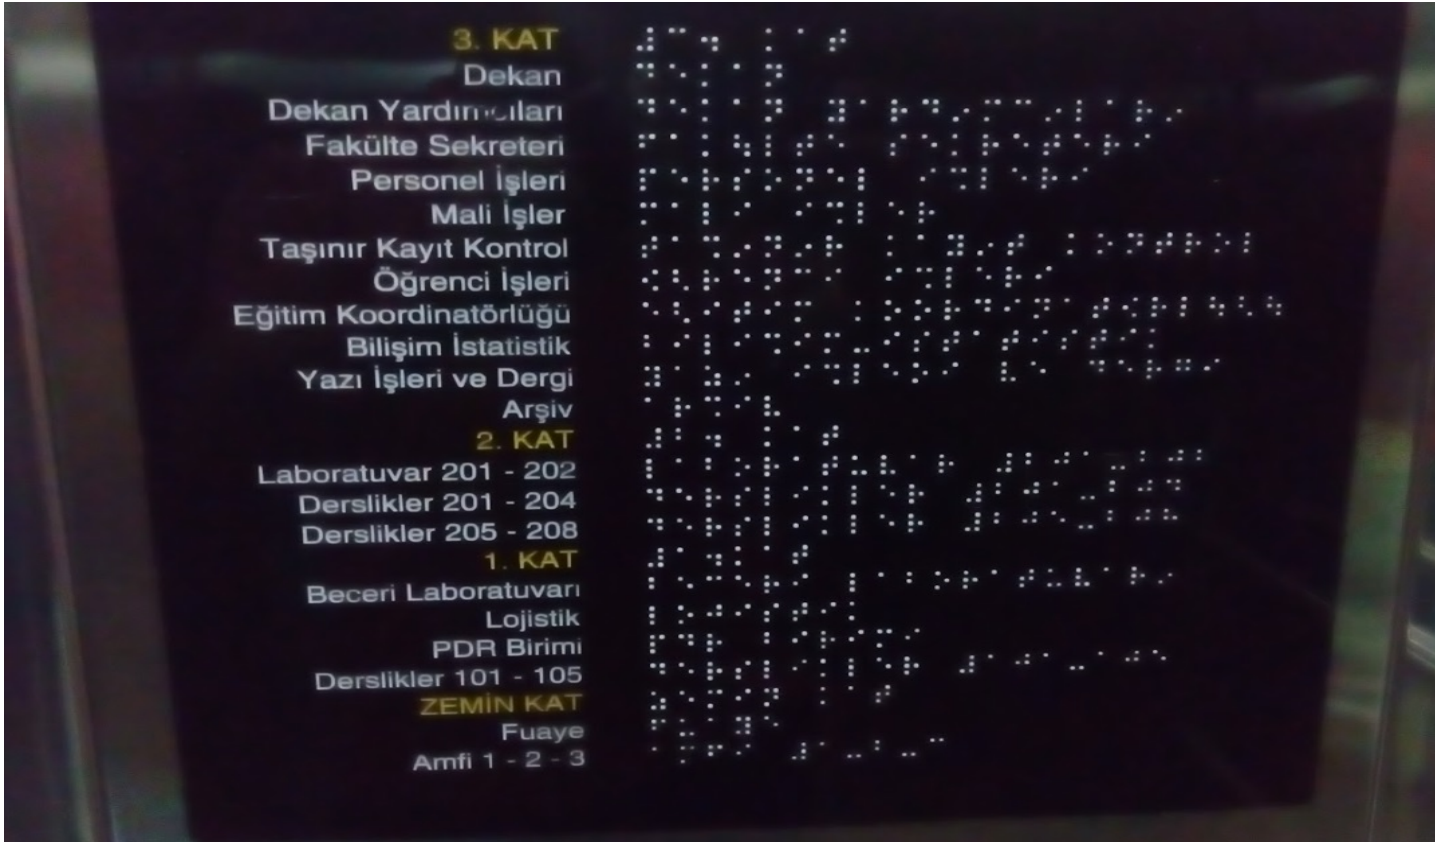 3. KAT
Dekan
Dekan Yardımcıları
Fakülte Sekreteri
Personel İşleri
Mali İşler
Taşınır Kayıt Kontrol
Öğrenci İşleri
Eğitim Koordinatörlüğü
Bilişim İstatistik
Yazı İşleri ve Dergi
Arşiv
2. KAT
Laboratuvar 201 - 202
Derslikler 201 - 204
Derslikler 205 - 208
1. KAT
Beceri Laboratuvarı
Lojistik
PDR Birimi
Derslikler 101 - 105
ZEMİN KAT
Fuaye
Amfi 1 - 2 - 3